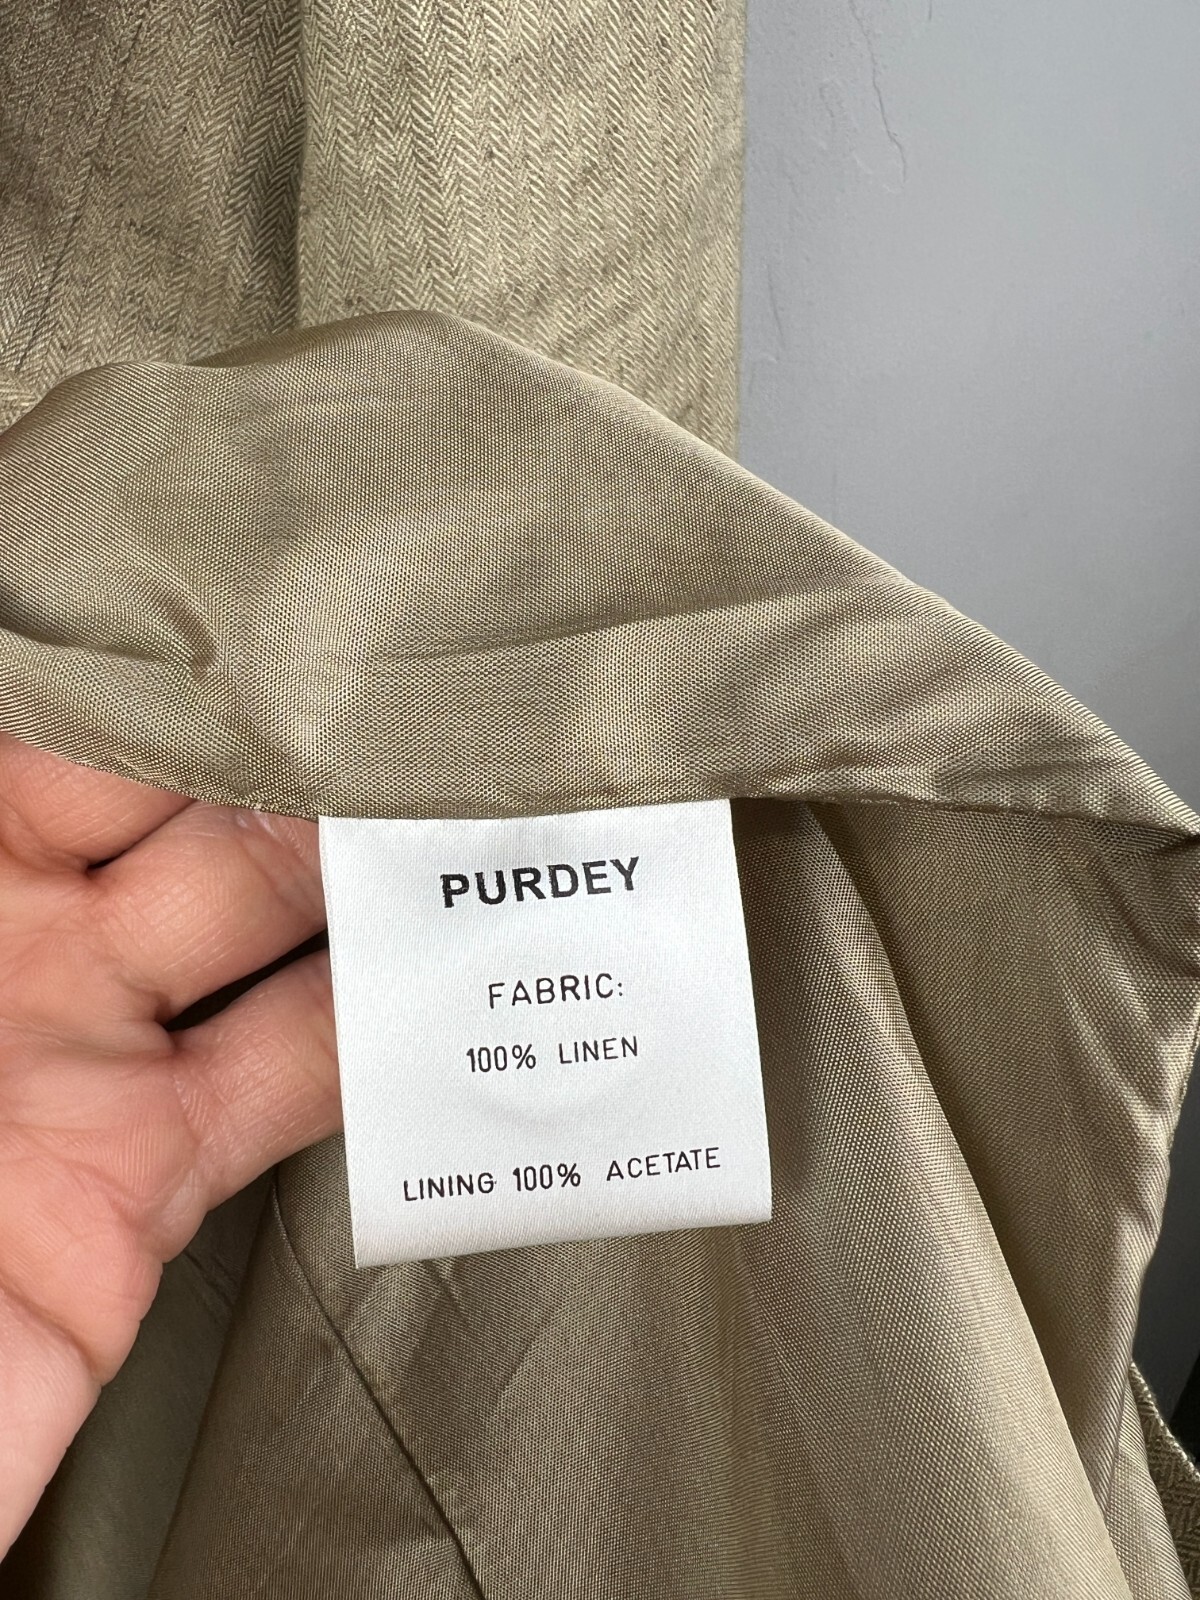 PURDEY
FABRIC:
100% LINEN
LINING 100% ACETATE